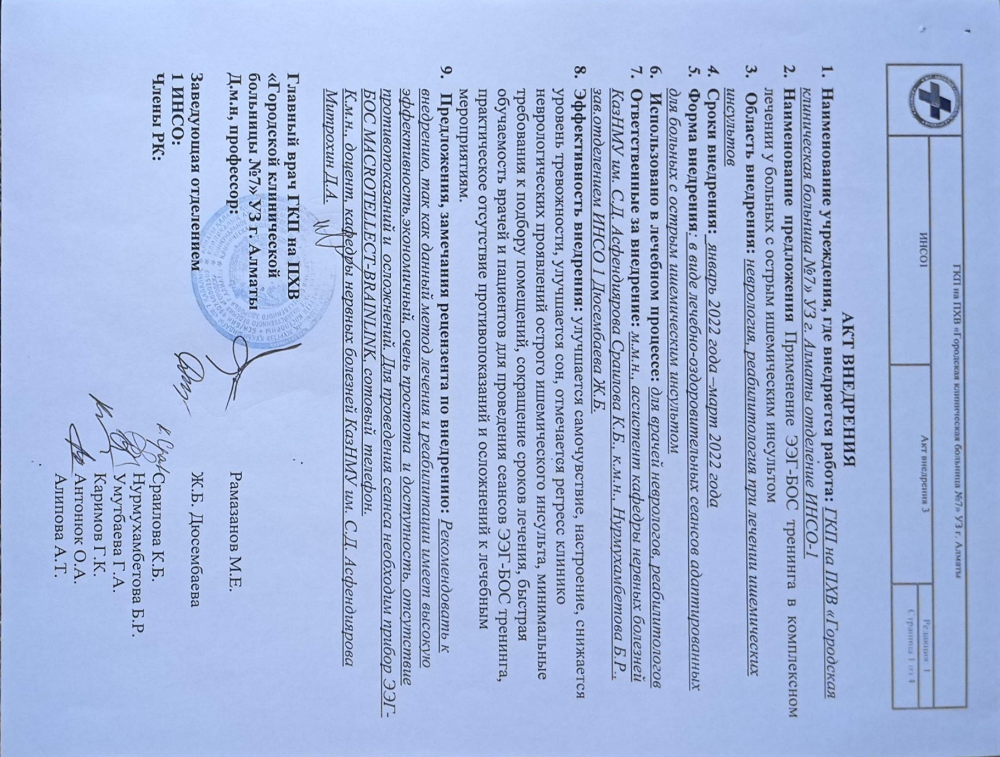 ГКП на ПХВ «Городская клиническая больница №7» УЗ г. Алматы
ИНСО1
Акт внедрения 3
Редакция: 1
Страница 1 из 4
АКТ ВНЕДРЕНИЯ
1. Наименование учреждения, где внедряется работа: ГКП на ПХВ «Городская
клиническая больница №7» УЗ г. Алматы отделение ИНСО-1
2. Наименование предложения Применение ЭЭГ-БОС тренинга в комплексном
лечении у больных с острым ишемическим инсультом
3. Область внедрения: неврология, реабилитология при лечении ишемических
инсультов
4. Сроки внедрения: январь 2022 года –март 2022 года
5. Форма внедрения: в виде лечебно-оздоровительных сеансов адаптированных
для больных с острым ишемическим инсультом
6. Использовано в лечебном процессе: для врачей неврологов, реабилитологов
7. Ответственные за внедрение: м.м.н., ассистент кафедры нервных болезней
КазНМУ им. С.Д. Асфендиярова Сраилова К.Б., к.м.н., Нурмухамбетова Б.Р.,
зав.отделением ИНСО 1 Дюсембаева Ж.Б.
8. Эффективность внедрения: улучшается самочувствие, настроение, снижается
уровень тревожности, улучшается сон, отмечается регресс клинико
неврологических проявлений острого ишемического инсульта, минимальные
требования к подбору помещений, сокращение сроков лечения, быстрая
обучаемость врачей и пациентов для проведения сеансов ЭЭГ-БОС тренинга,
практическое отсутствие противопоказаний и осложнений к лечебным
мероприятиям.
9. Предложения, замечания рецензента по внедрению: Рекомендовать к
внедрению, так как данный метод лечения и реабилитации имеет высокую
эффективность,экономичный, очень простота и доступность, отсутствие
противопоказаний и осложнений. Для проведения сеанса необходим прибор ЭЭГ-
БОС MACROTELLECT-BRAINLINK, сотовый телефон.
К.м.н., доцент, кафедры нервных болезней КазНМУ им. С.Д. Асфендиярова
Митрохин Д.А.
Главный врач ГКП на ПХВ
«Городской клинической
больницы №7» УЗ г. Алматы
Д.м.н, профессор: Рамазанов М.Е.
Заведующая отделением Ж.Б. Дюсембаева
1 ИНСО:
Члены РК: Сраилова К.Б.
Нурмухамбетова Б.Р.
Умутбаева Г.А.
Каримов Г.К.
Антонюк О.А.
Алипова А.Т.